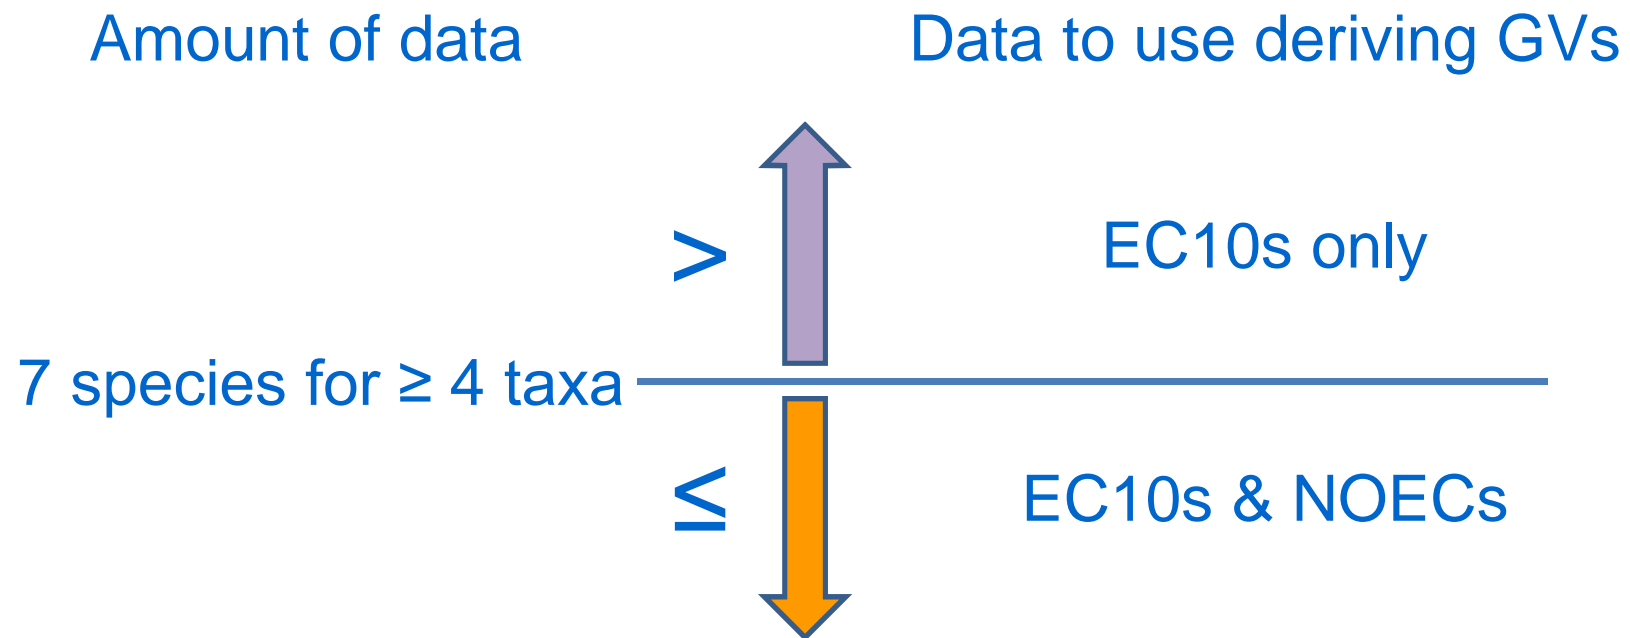 Amount of data
Data to use deriving GVs
>
EC10s only
7 species for ≥ 4 taxa
≤
EC10s & NOECs